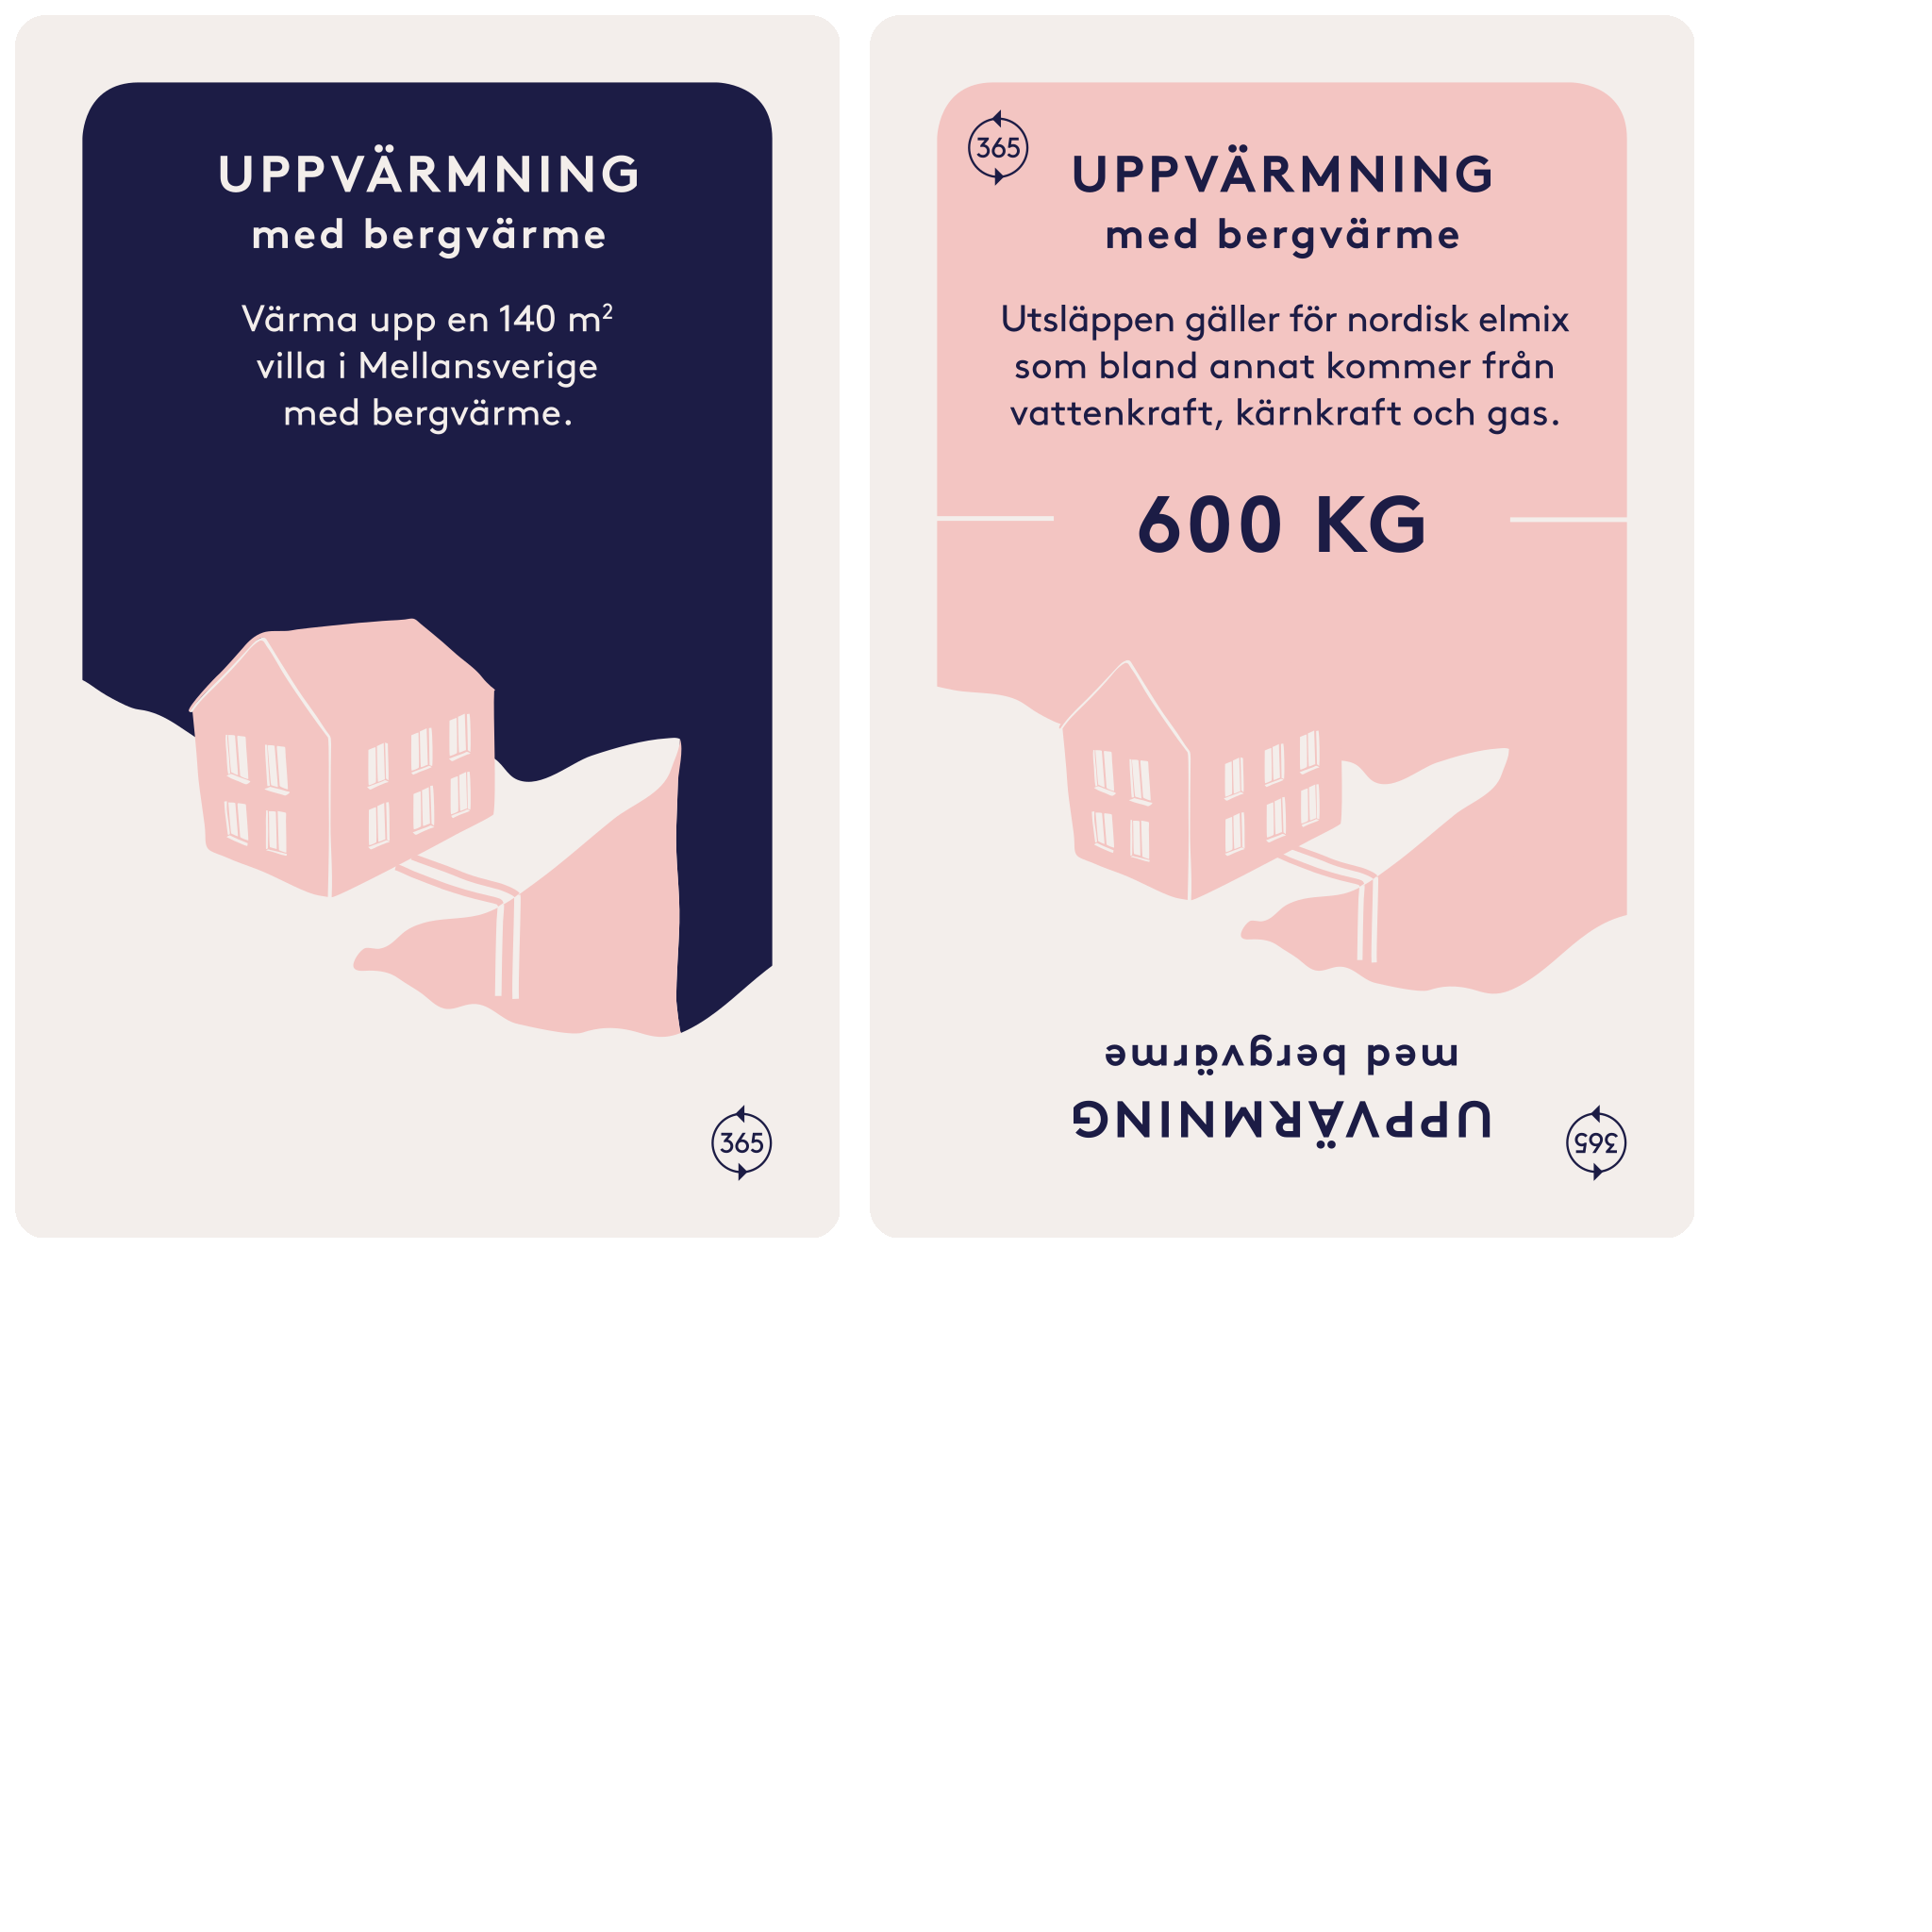 UPPVÄRMNING
med bergvärme
Värma upp en 140 m²
villa i Mellansverige
med bergvärme.
365
365
UPPVÄRMNING
med bergvärme
Utsläppen gäller för nordisk elmix
som bland annat kommer från
vattenkraft, kärnkraft och gas.
600 KG
med bergvärme
UPPVÄRMNING
365